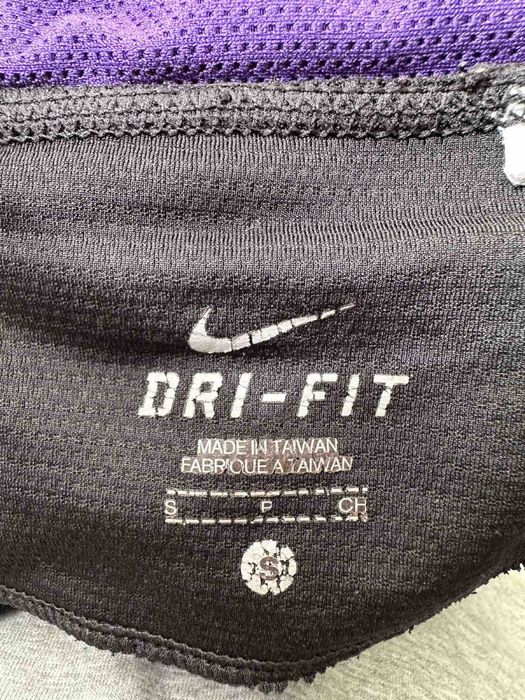 DRI-FIT
MADE IN TAIWAN
FABRIQUE A TAIWAN
S P CH
S